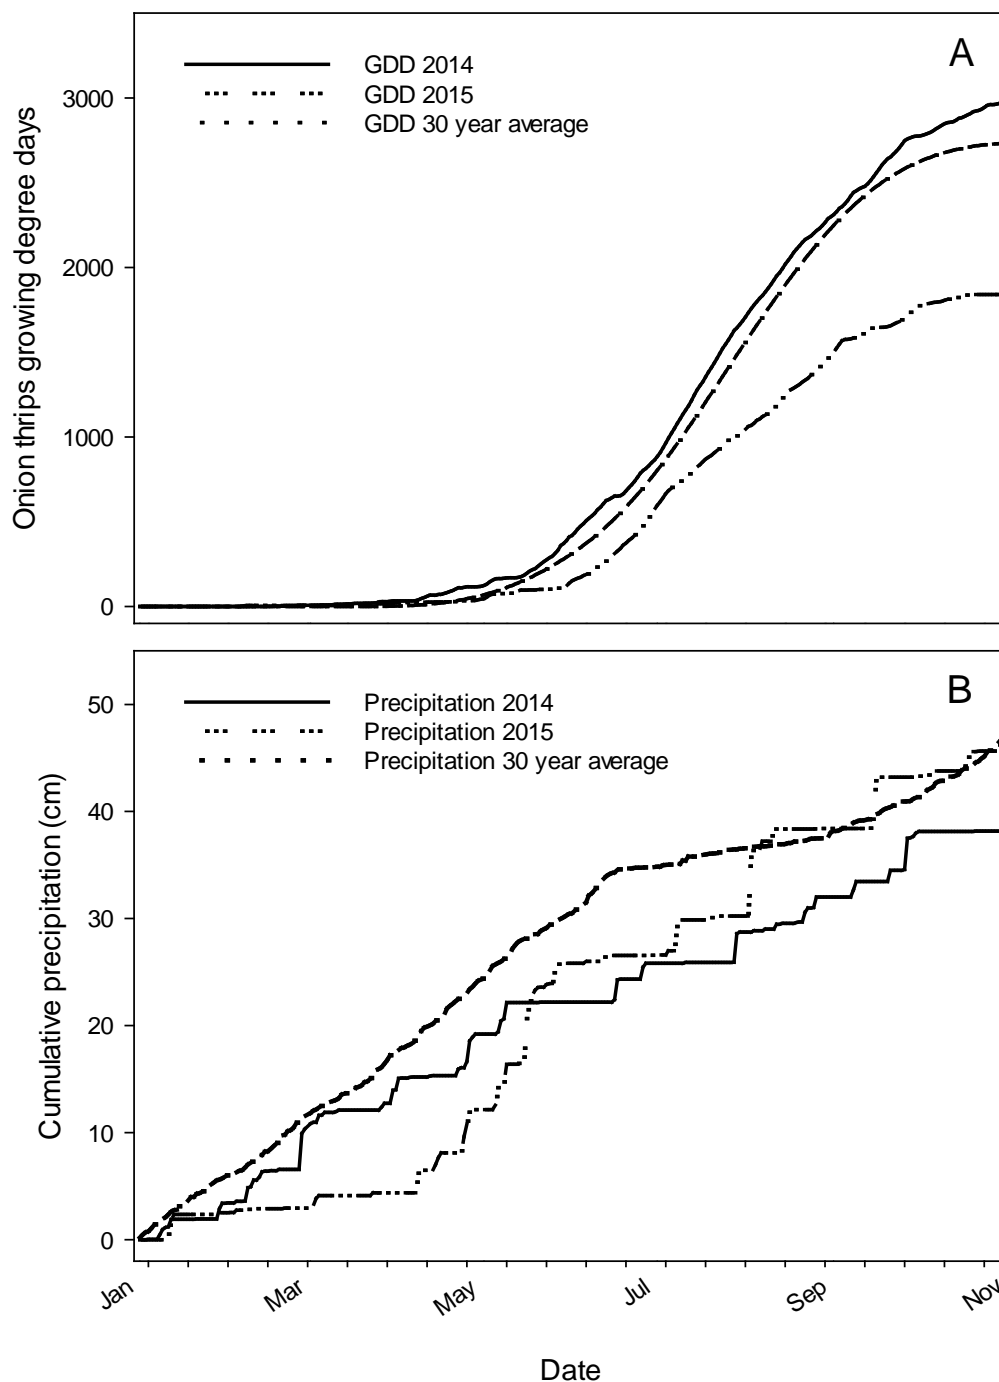 A
GDD 2014
GDD 2015
GDD 30 year average
Onion thrips growing degree days
3000
2000
1000
0
B
Precipitation 2014
Precipitation 2015
Precipitation 30 year average
Cumulative precipitation (cm)
50
40
30
20
10
0
Jan Mar May Jul Sep Nov
Date